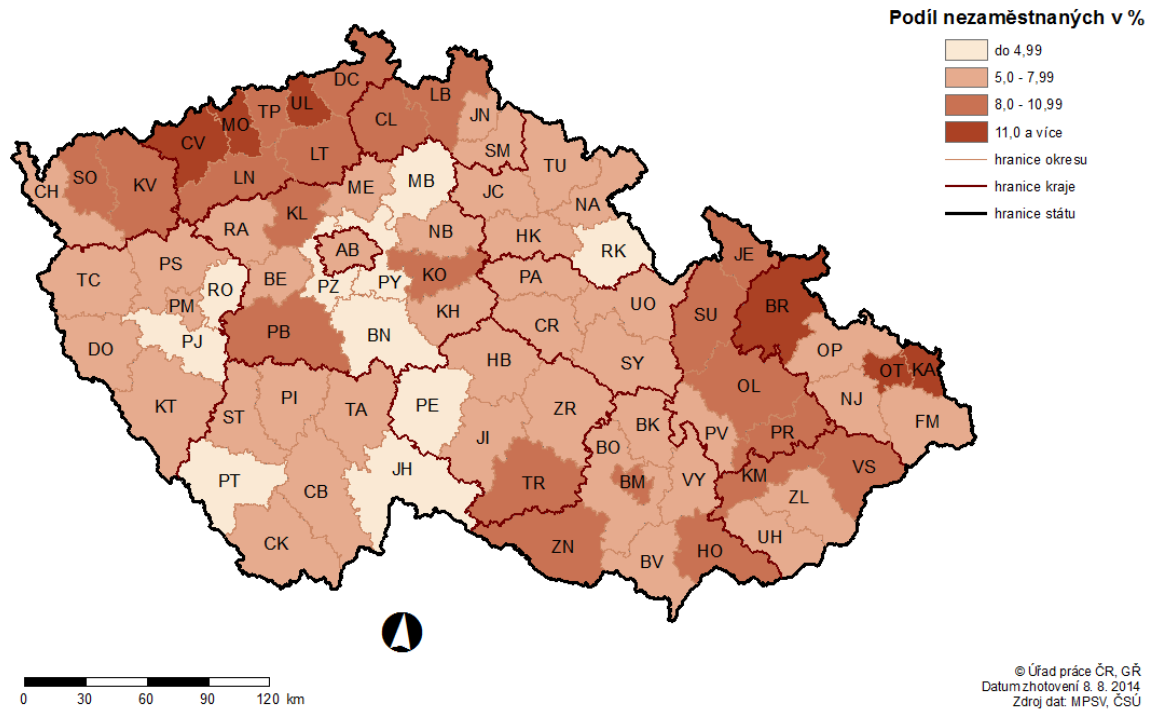 Podíl nezaměstnaných v %
do 4,99
5,0 - 7,99
8,0 - 10,99
11,0 a více
hranice okresu
hranice kraje
hranice státu
DC
LB
UL
TP
MO
CL
JN
CV
LT
SM
TU
SO
KV
LN
CH
ME
MB
JC
NA
KL
RA
NB
HK
AB
RK
JE
PS
KO
TC
RO
BE
PZ
PY
PA
UO
BR
PM
KH
SU
PB
BN
CR
PJ
DO
OP
HB
SY
OT
KA
OL
KT
PI
TA
PE
ZR
NJ
ST
FM
BK
PV
PR
JI
BO
VS
PT
JH
TR
BM
VY
KM
CB
ZL
CK
ZN
UH
BV
HO
0 30 60 90 120 km
© Úřad práce ČR, GŘ
Datum zhotovení 8. 8. 2014
Zdroj dat: MPSV, ČSÚ